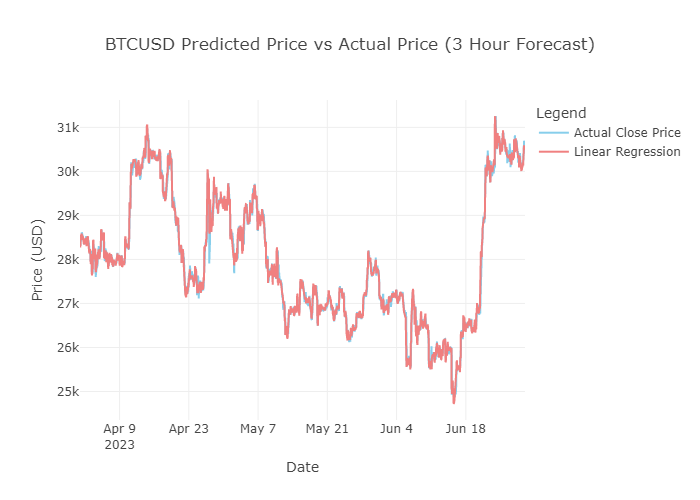 BTCUSD Predicted Price vs Actual Price (3 Hour Forecast)
Legend
Actual Close Price
Linear Regression
31k
30k
29k
28k
27k
26k
25k
Price (USD)
Apr 9
2023
Apr 23
May 7
May 21
Jun 4
Jun 18
Date